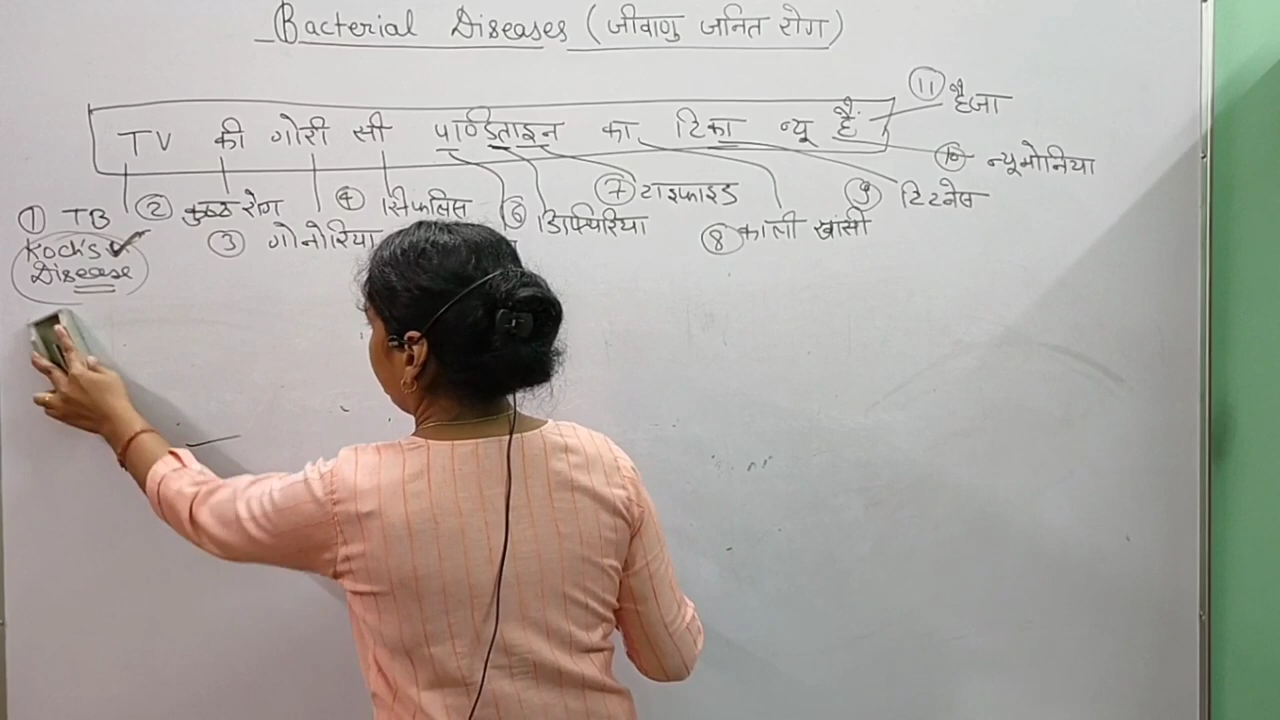 Bacterial Diseases (जीवाणु जनित रोग)
TV की गोरी सी पाण्डिताइन का टिका न्यू है
⑪ हैजा
⑩ न्यूमोनिया
① TB ② कुष्ठ रोग ④ सिफलिस ⑦ टाइफाइड ⑨ टिटनेस
③ गोनोरिया ⑥ डिफ्थिरिया ⑧ काली खांसी
Koch's ✓
Disease